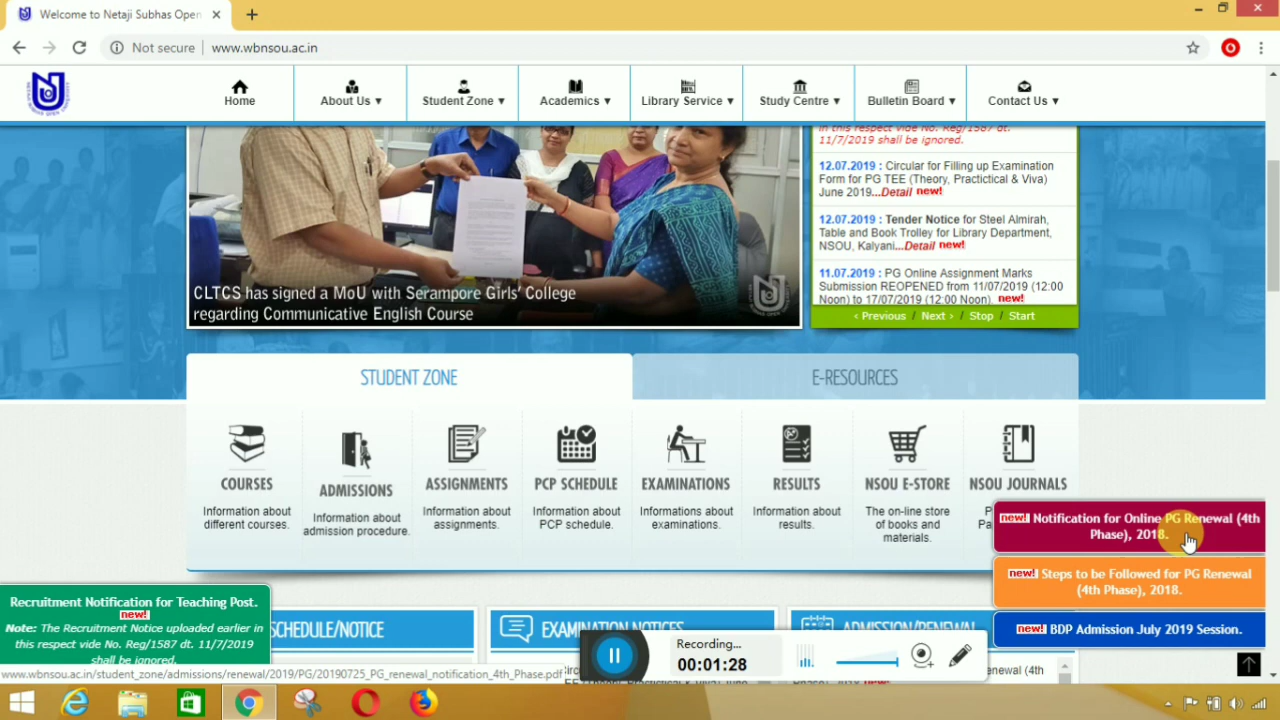 Welcome to Netaji Subhas Open
Not secure
www.wbnsou.ac.in
Home
About Us ▾
Student Zone ▾
Academics ▾
Library Service ▾
Study Centre ▾
Bulletin Board ▾
Contact Us ▾
in this respect vide No. Reg/1587 dt.
11/7/2019 shall be ignored.
12.07.2019 : Circular for Filling up Examination
Form for PG TEE (Theory, Practictical & Viva)
June 2019...Detail new!
12.07.2019 : Tender Notice for Steel Almirah,
Table and Book Trolley for Library Department,
NSOU, Kalyani...Detail new!
11.07.2019 : PG Online Assignment Marks
Submission REOPENED from 11/07/2019 (12:00
Noon) to 17/07/2019 (12:00 Noon). new!
‹ Previous / Next › / Stop / Start
CLTCS has signed a MoU with Serampore Girls' College
regarding Communicative English Course
STUDENT ZONE
E-RESOURCES
COURSES
Information about
different courses.
ADMISSIONS
Information about
admission procedure.
ASSIGNMENTS
Information about
assignments.
PCP SCHEDULE
Information about
PCP schedule.
EXAMINATIONS
Informations about
examinations.
RESULTS
Information about
results.
NSOU E-STORE
The on-line store
of books and
materials.
NSOU JOURNALS
new! Notification for Online PG Renewal (4th
Phase), 2018.
new! Steps to be Followed for PG Renewal
(4th Phase), 2018.
new! BDP Admission July 2019 Session.
Recruitment Notification for Teaching Post.
new!
Note: The Recruitment Notice uploaded earlier in
this respect vide No. Reg/1587 dt. 11/7/2019
shall be ignored.
SCHEDULE/NOTICE
EXAMINATION NOTICES
ADMISSION/RENEWAL
Recording...
00:01:28
enewal (4th
www.wbnsou.ac.in/student_zone/admissions/renewal/2019/PG/20190725_PG_renewal_notification_4th_Phase.pdf